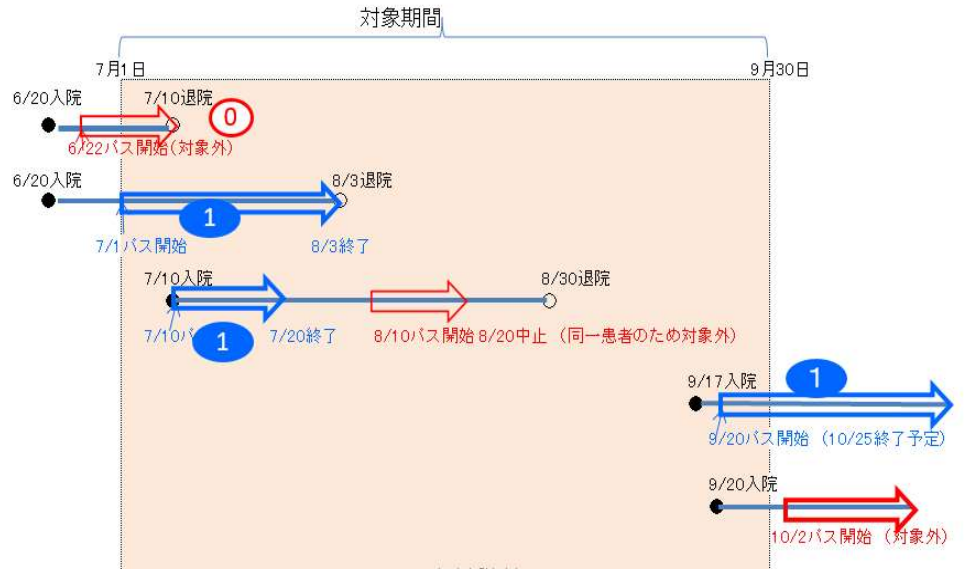 対象期間
7月1日
9月30日
6/20入院
7/10退院
0
6/22パス開始(対象外)
6/20入院
8/3退院
1
7/1パス開始
8/3終了
7/10入院
8/30退院
7/10パ
1
7/20終了
8/10パス開始 8/20中止 (同一患者のため対象外)
9/17入院
1
9/20パス開始 (10/25終了予定)
9/20入院
10/2パス開始 (対象外)